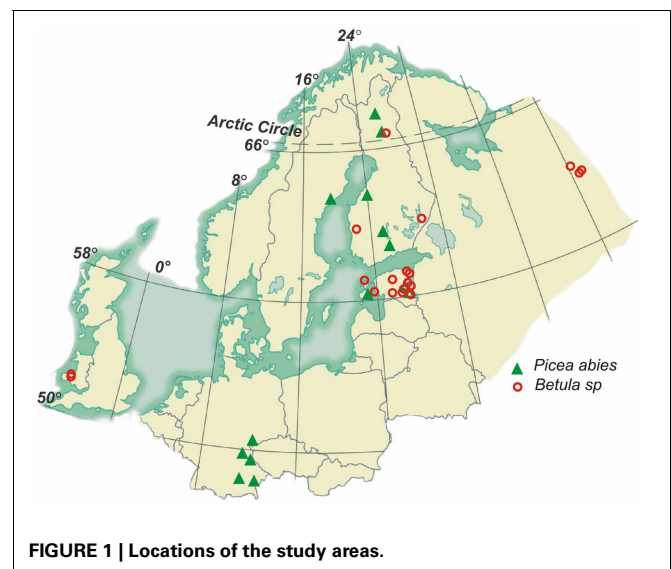 24°
16°
Arctic Circle
66°
8°
58°
0°
50°
Picea abies
Betula sp
FIGURE 1 | Locations of the study areas.